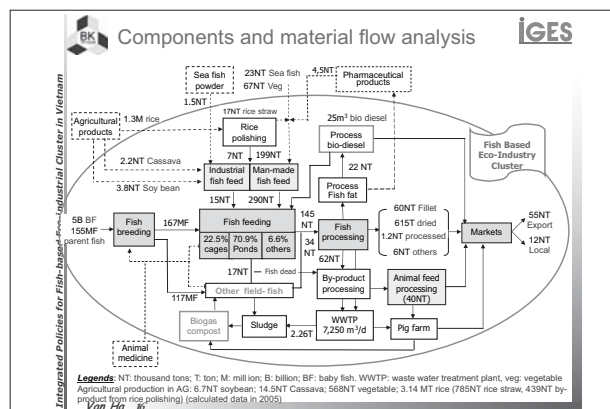 BK
Components and material flow analysis
IGES
Integrated Policies for Fish-based Eco-Industrial Cluster in Vietnam
Sea fish
powder
23NT Sea fish
67NT Veg
4,5NT
Pharmaceutical
products
1.5NT
17NT rice straw
25m³ bio diesel
Agricultural
products
1.3M rice
Rice
polishing
Process
bio-diesel
Fish Based
Eco-Industry
Cluster
7NT
199NT
2.2NT Cassava
3.8NT Soy bean
Industrial
fish feed
Man-made
fish feed
22 NT
Process
Fish fat
15NT
290NT
5B BF
155MF
parent fish
Fish
breeding
167MF
Fish feeding
22.5%
cages
70.9%
Ponds
6.6%
others
145
NT
34
NT
Fish
processing
60NT Fillet
615T dried
1.2NT processed
6NT others
Markets
55NT
Export
12NT
Local
62NT
17NT
Fish dead
117MF
Other field- fish
By-product
processing
Animal feed
processing
(40NT)
Biogas
compost
Sludge
2.26T
WWTP
7,250 m³/d
Pig farm
Animal
medicine
Legends: NT: thousand tons; T: ton; M: mill ion; B: billion; BF: baby fish. WWTP: waste water treatment plant, veg: vegetable
Agricultural production in AG: 6.7NT soybean; 14.5NT Cassava; 568NT vegetable; 3.14 MT rice (785NT rice straw, 439NT by-
product from rice polishing) (calculated data in 2005)
Van Ha 16